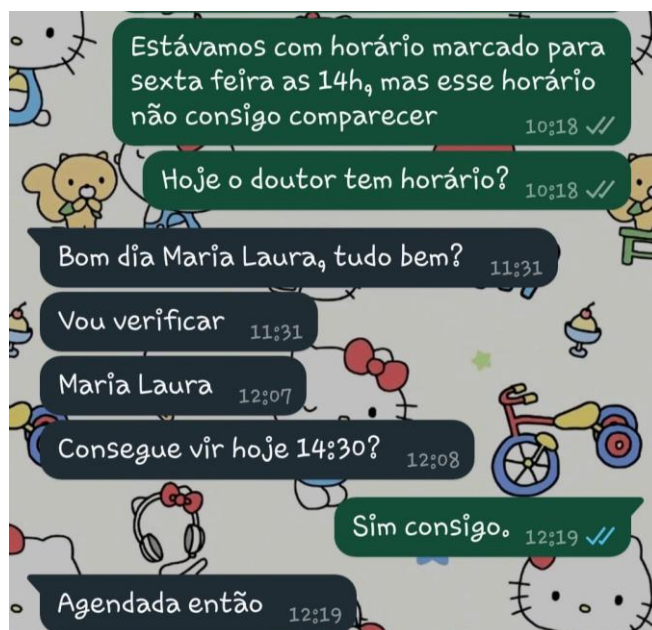 Estávamos com horário marcado para
sexta feira as 14h, mas esse horário
não consigo comparecer
10:18
Hoje o doutor tem horário?
10:18
Bom dia Maria Laura, tudo bem?
11:31
Vou verificar
11:31
Maria Laura
12:07
Consegue vir hoje 14:30?
12:08
Sim consigo.
12:19
Agendada então
12:19